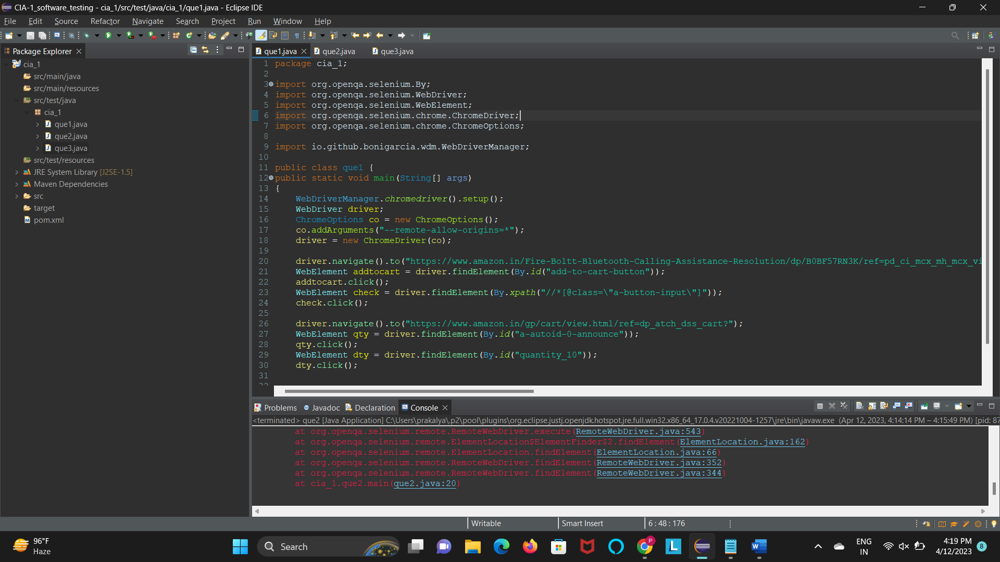 CIA-1_software_testing - cia_1/src/test/java/cia_1/que1.java - Eclipse IDE
File Edit Source Refactor Navigate Search Project Run Window Help
Package Explorer
cia_1
src/main/java
src/main/resources
src/test/java
cia_1
que1.java
que2.java
que3.java
src/test/resources
JRE System Library [J2SE-1.5]
Maven Dependencies
src
target
pom.xml
que1.java que2.java que3.java
1 package cia_1;
2
3 import org.openqa.selenium.By;
4 import org.openqa.selenium.WebDriver;
5 import org.openqa.selenium.WebElement;
6 import org.openqa.selenium.chrome.ChromeDriver;
7 import org.openqa.selenium.chrome.ChromeOptions;
8
9 import io.github.bonigarcia.wdm.WebDriverManager;
10
11 public class que1 {
12 public static void main(String[] args)
13 {
14 WebDriverManager.chromedriver().setup();
15 WebDriver driver;
16 ChromeOptions co = new ChromeOptions();
17 co.addArguments("--remote-allow-origins=*");
18 driver = new ChromeDriver(co);
19
20 driver.navigate().to("https://www.amazon.in/Fire-Boltt-Bluetooth-Calling-Assistance-Resolution/dp/B0BF57RN3K/ref=pd_ci_mcx_mh_mcx_vi
21 WebElement addtocart = driver.findElement(By.id("add-to-cart-button"));
22 addtocart.click();
23 WebElement check = driver.findElement(By.xpath("//*[@class=\"a-button-input\"]"));
24 check.click();
25
26 driver.navigate().to("https://www.amazon.in/gp/cart/view.html/ref=dp_atch_dss_cart?");
27 WebElement qty = driver.findElement(By.id("a-autoid-0-announce"));
28 qty.click();
29 WebElement dty = driver.findElement(By.id("quantity_10"));
30 dty.click();
31
Problems Javadoc Declaration Console
<terminated> que2 [Java Application] C:\Users\prakalya\.p2\pool\plugins\org.eclipse.justj.openjdk.hotspot.jre.full.win32.x86_64_17.0.4.v20221004-1257\jre\bin\javaw.exe (Apr 12, 2023, 4:14:14 PM – 4:15:49 PM) [pid: 87
at org.openqa.selenium.remote.RemoteWebDriver.execute(RemoteWebDriver.java:543)
at org.openqa.selenium.remote.ElementLocation$ElementFinder$2.findElement(ElementLocation.java:162)
at org.openqa.selenium.remote.ElementLocation.findElement(ElementLocation.java:66)
at org.openqa.selenium.remote.RemoteWebDriver.findElement(RemoteWebDriver.java:352)
at org.openqa.selenium.remote.RemoteWebDriver.findElement(RemoteWebDriver.java:344)
at cia_1.que2.main(que2.java:20)
Writable Smart Insert 6 : 48 : 176
96°F
Haze
Search
ENG
IN
4:19 PM
4/12/2023
8